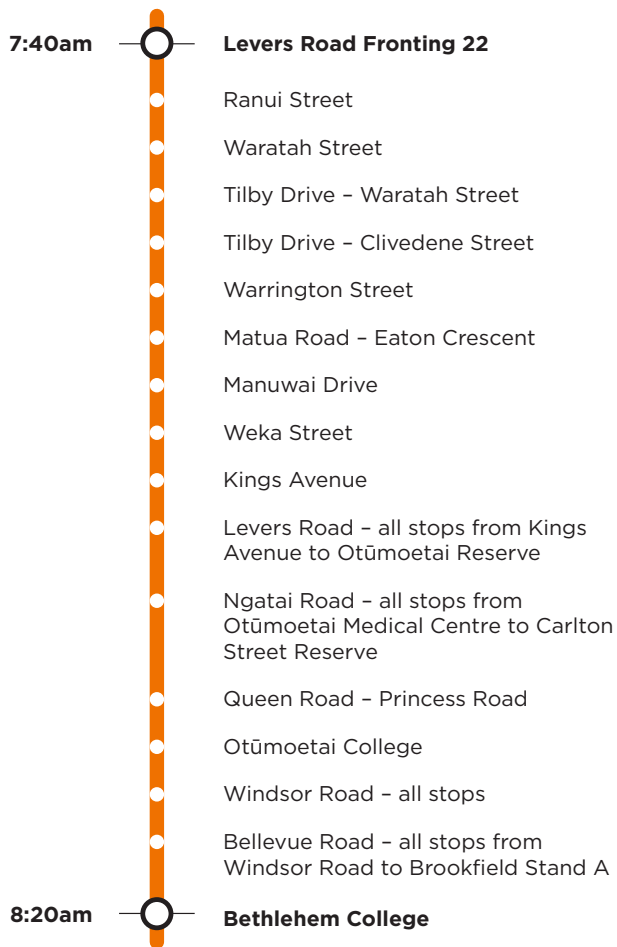 7:40am Levers Road Fronting 22
Ranui Street
Waratah Street
Tilby Drive – Waratah Street
Tilby Drive – Clivedene Street
Warrington Street
Matua Road – Eaton Crescent
Manuwai Drive
Weka Street
Kings Avenue
Levers Road – all stops from Kings
Avenue to Otūmoetai Reserve
Ngatai Road – all stops from
Otūmoetai Medical Centre to Carlton
Street Reserve
Queen Road – Princess Road
Otūmoetai College
Windsor Road – all stops
Bellevue Road – all stops from
Windsor Road to Brookfield Stand A
8:20am Bethlehem College